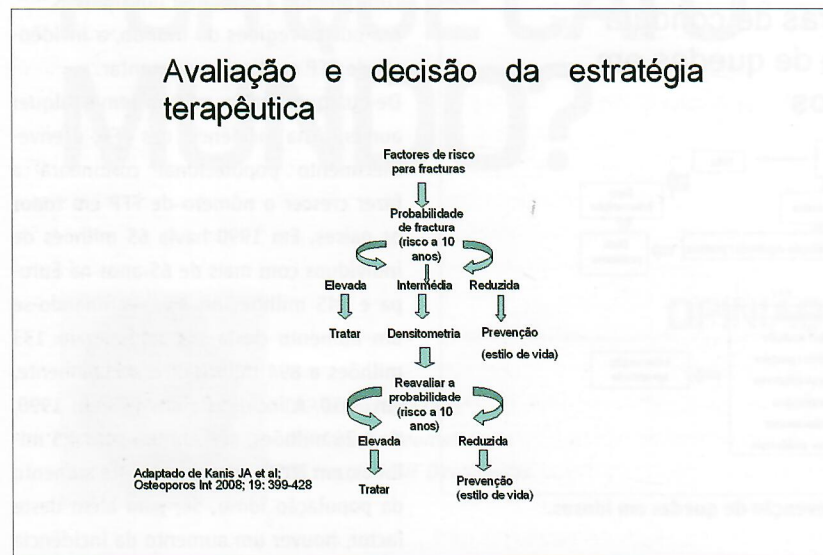 Avaliação e decisão da estratégia
terapêutica
Factores de risco
para fracturas
Probabilidade
de fractura
(risco a 10
anos)
Elevada Intermédia Reduzida
Tratar Densitometria Prevenção
(estilo de vida)
Reavaliar a
probabilidade
(risco a 10
anos)
Elevada Reduzida
Tratar Prevenção
(estilo de vida)
Adaptado de Kanis JA et al;
Osteoporos Int 2008; 19: 399-428